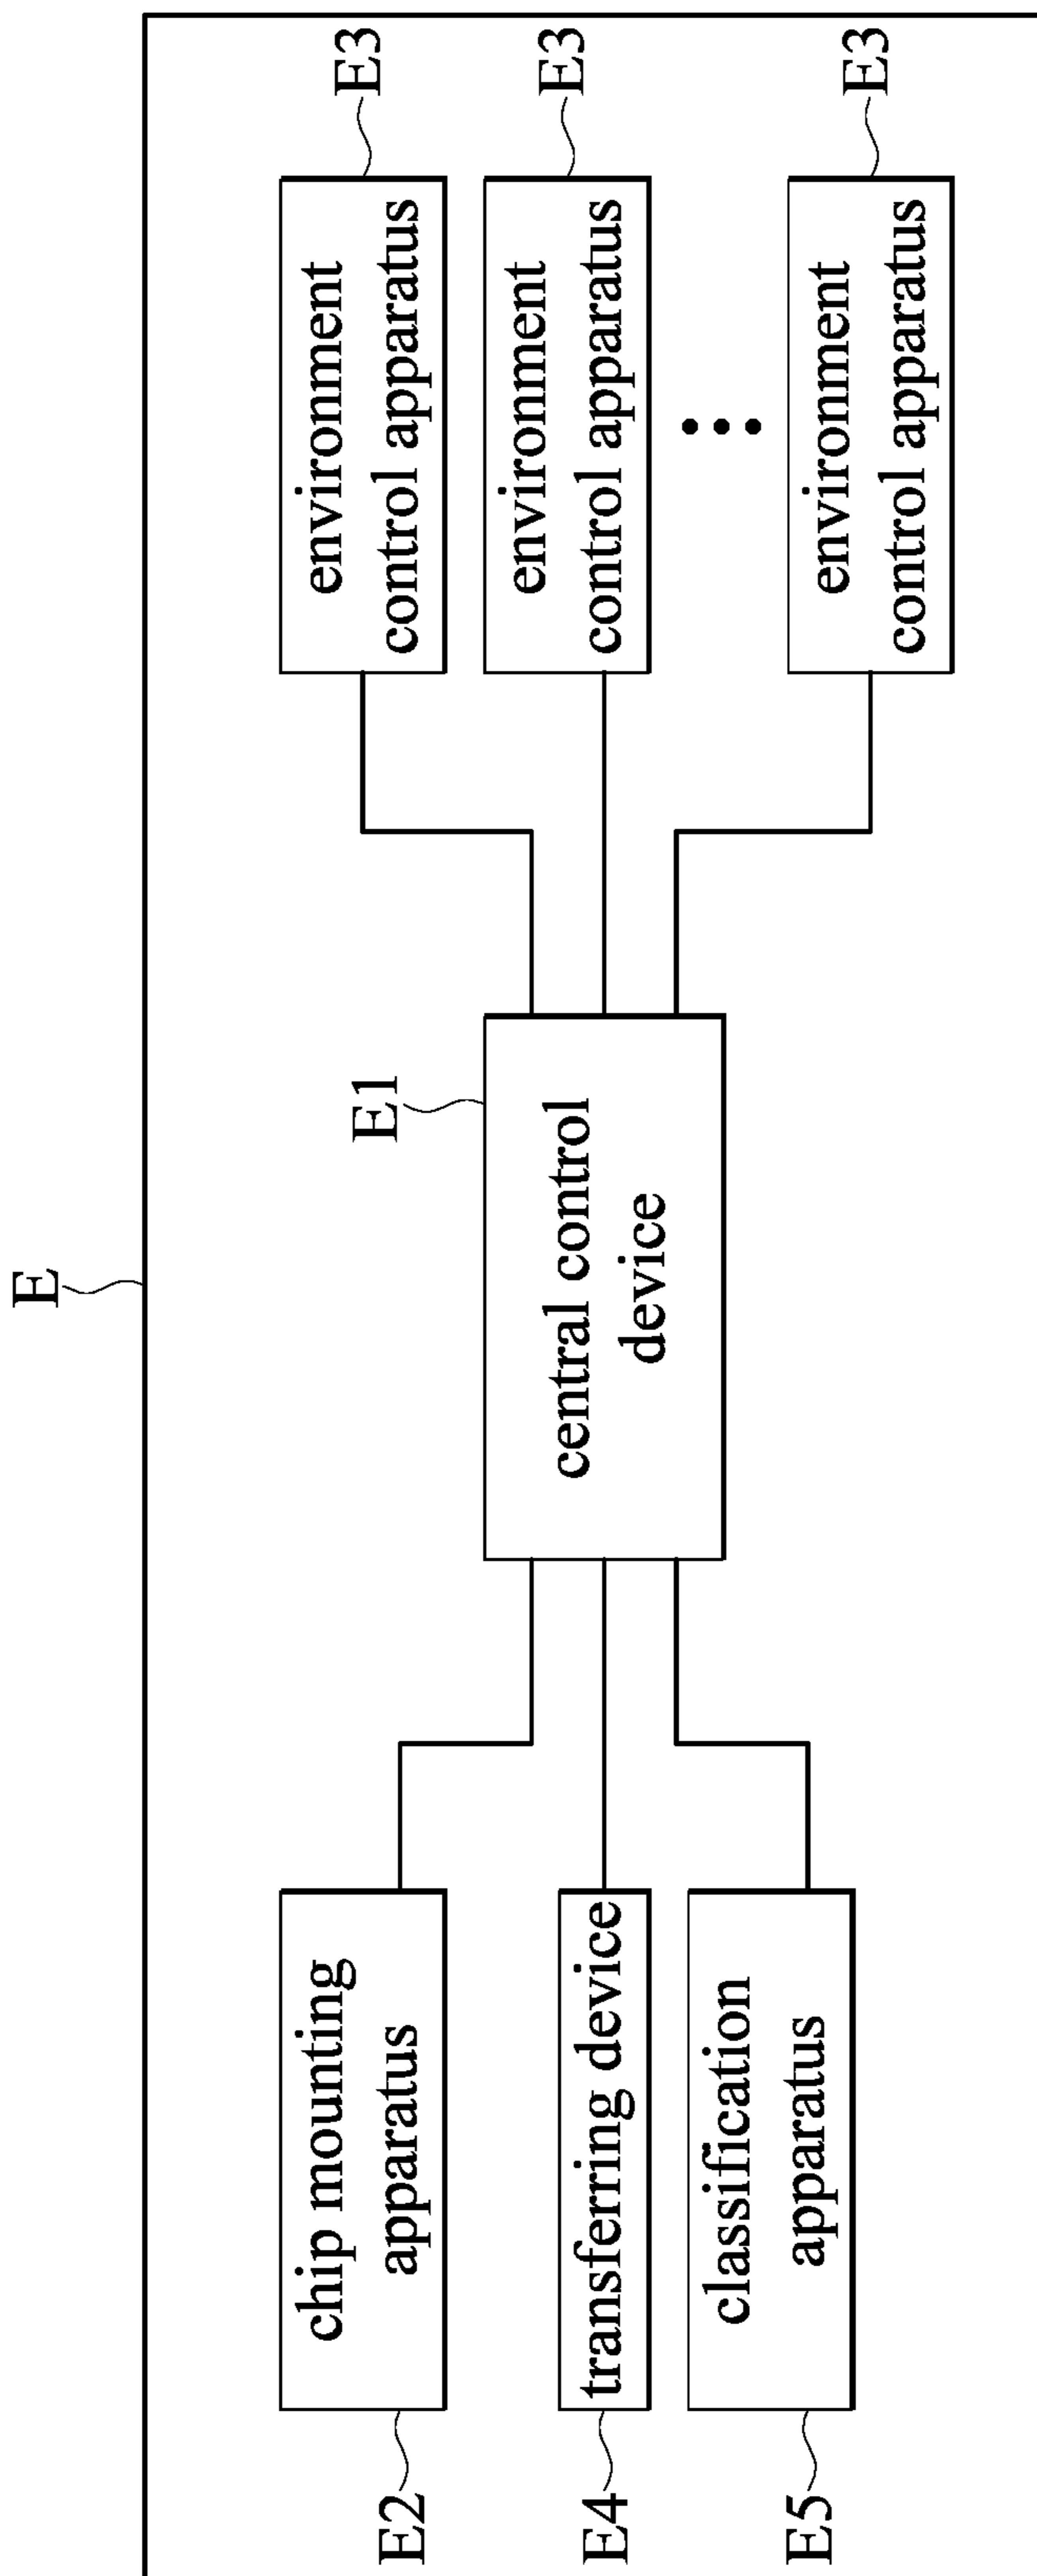 E
E2
chip mounting
apparatus
E4
transferring device
E5
classification
apparatus
E1
central control
device
environment
control apparatus
E3
environment
control apparatus
E3
environment
control apparatus
E3